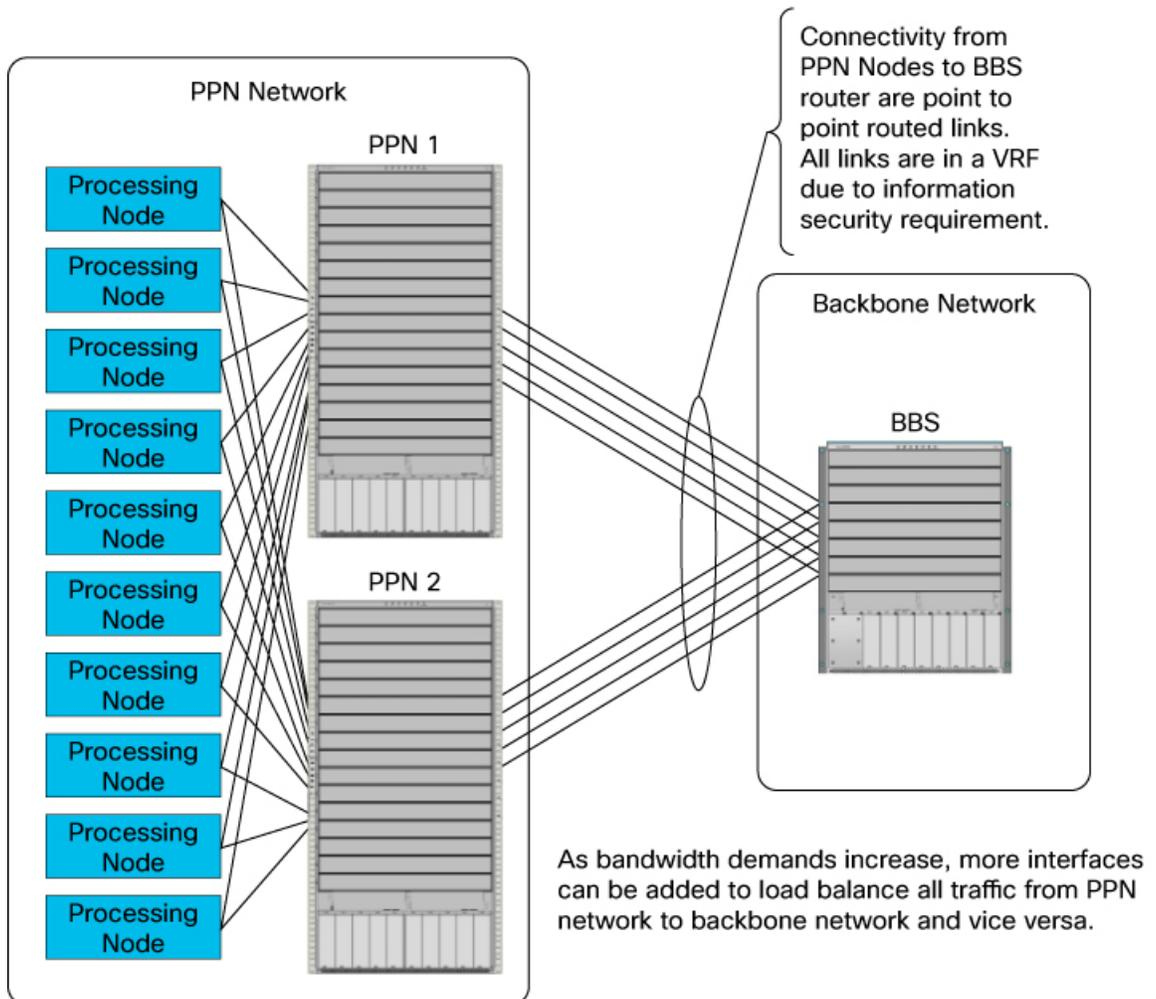 Connectivity from
PPN Nodes to BBS
router are point to
point routed links.
All links are in a VRF
due to information
security requirement.
PPN Network
PPN 1
Processing
Node
Processing
Node
Processing
Node
Processing
Node
Processing
Node
Processing
Node
Processing
Node
Processing
Node
Processing
Node
Processing
Node
PPN 2
Backbone Network
BBS
As bandwidth demands increase, more interfaces
can be added to load balance all traffic from PPN
network to backbone network and vice versa.